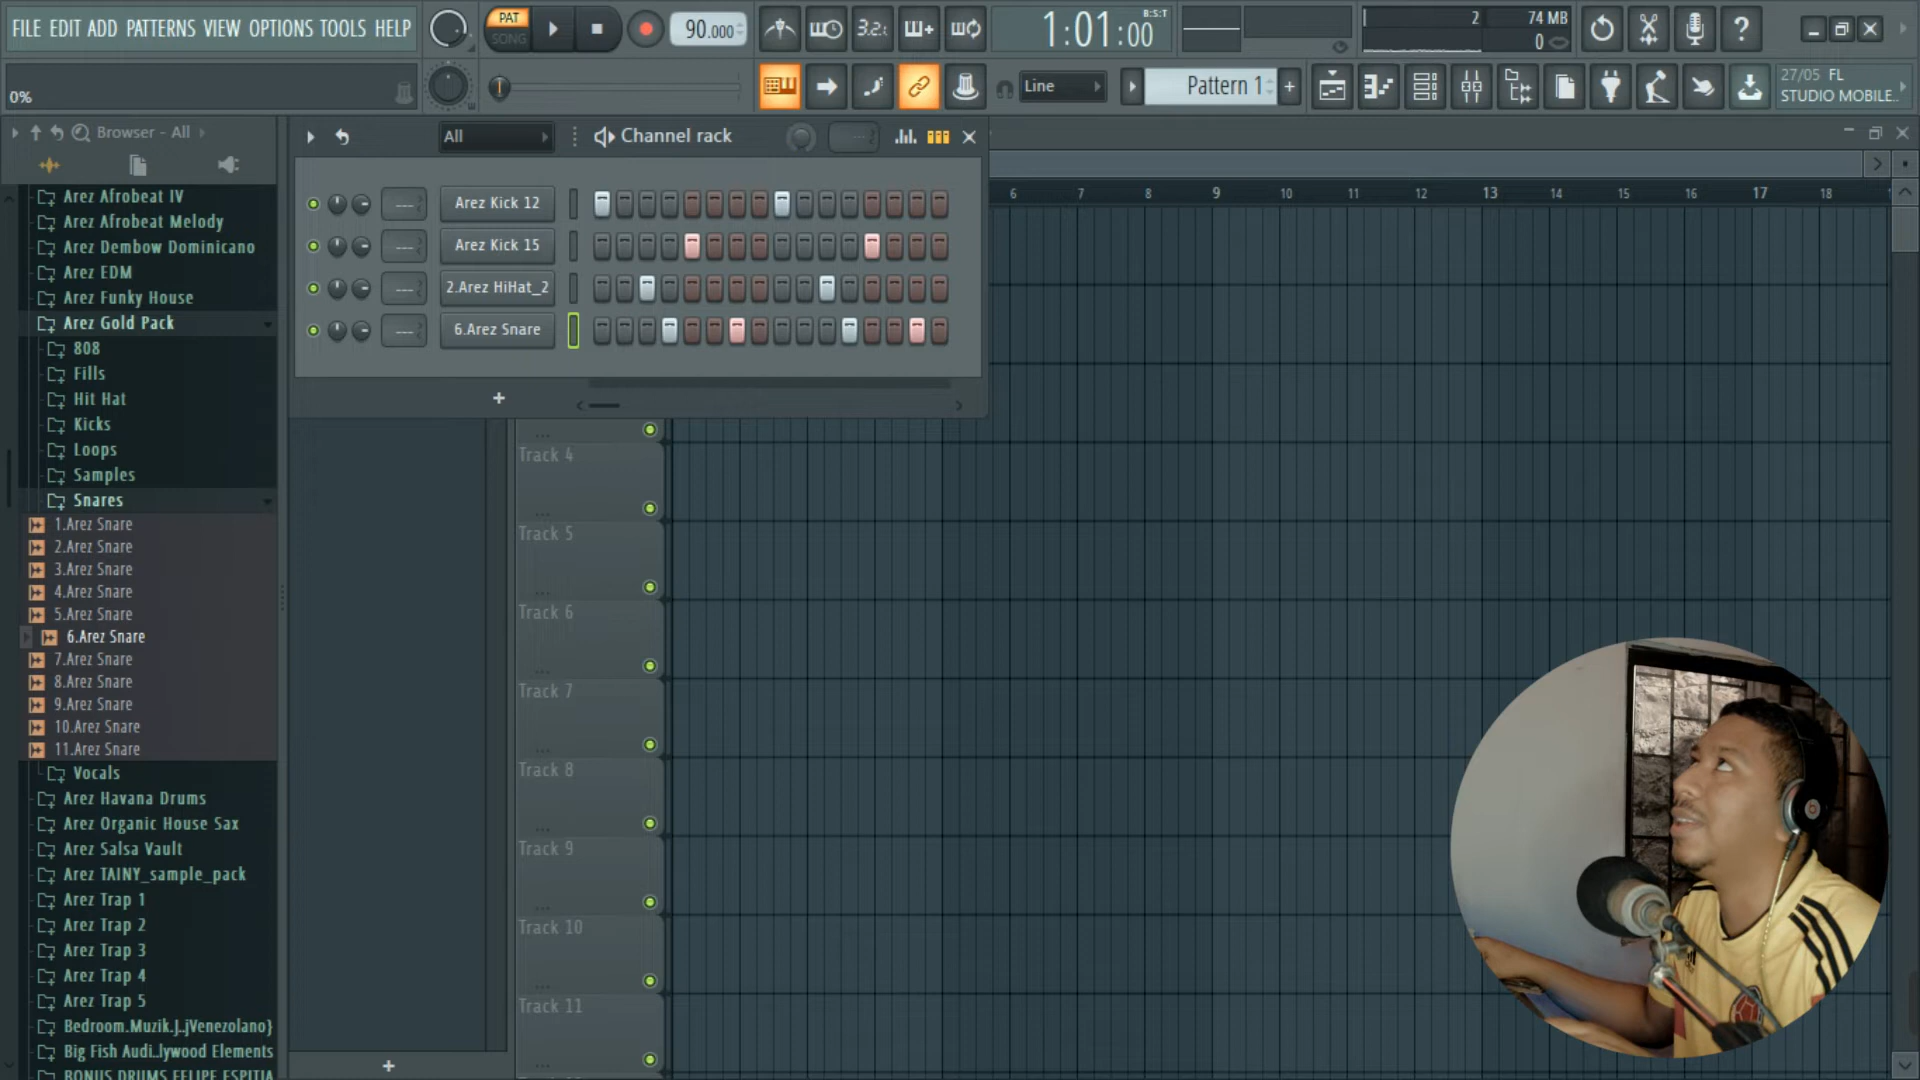 FILE EDIT ADD PATTERNS VIEW OPTIONS TOOLS HELP
PAT
SONG
90.000
3.2.
1:01:00
B:S:T
2
74 MB
0
0%
Line
Pattern 1
27/05 FL
STUDIO MOBILE..
Browser - All
All
Channel rack
Arez Kick 12
Arez Kick 15
2.Arez HiHat_2
6.Arez Snare
6 7 8 9 10 11 12 13 14 15 16 17 18
Arez Afrobeat IV
Arez Afrobeat Melody
Arez Dembow Dominicano
Arez EDM
Arez Funky House
Arez Gold Pack
808
Fills
Hit Hat
Kicks
Loops
Samples
Snares
1.Arez Snare
2.Arez Snare
3.Arez Snare
4.Arez Snare
5.Arez Snare
6.Arez Snare
7.Arez Snare
8.Arez Snare
9.Arez Snare
10.Arez Snare
11.Arez Snare
Vocals
Arez Havana Drums
Arez Organic House Sax
Arez Salsa Vault
Arez TAINY_sample_pack
Arez Trap 1
Arez Trap 2
Arez Trap 3
Arez Trap 4
Arez Trap 5
Bedroom.Muzik.J..jVenezolano}
Big Fish Audi..lywood Elements
BONUS DRUMS FELIPE ESPITIA
Track 4
Track 5
Track 6
Track 7
Track 8
Track 9
Track 10
Track 11